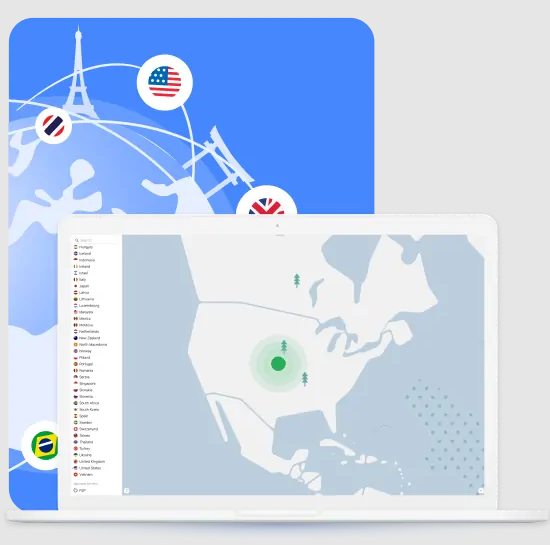 Search
Hungary
Iceland
Indonesia
Ireland
Israel
Italy
Japan
Latvia
Lithuania
Luxembourg
Malaysia
Mexico
Moldova
Netherlands
New Zealand
North Macedonia
Norway
Poland
Portugal
Romania
Serbia
Singapore
Slovakia
Slovenia
South Africa
South Korea
Spain
Sweden
Switzerland
Taiwan
Thailand
Turkey
Ukraine
United Kingdom
United States
Vietnam
P2P